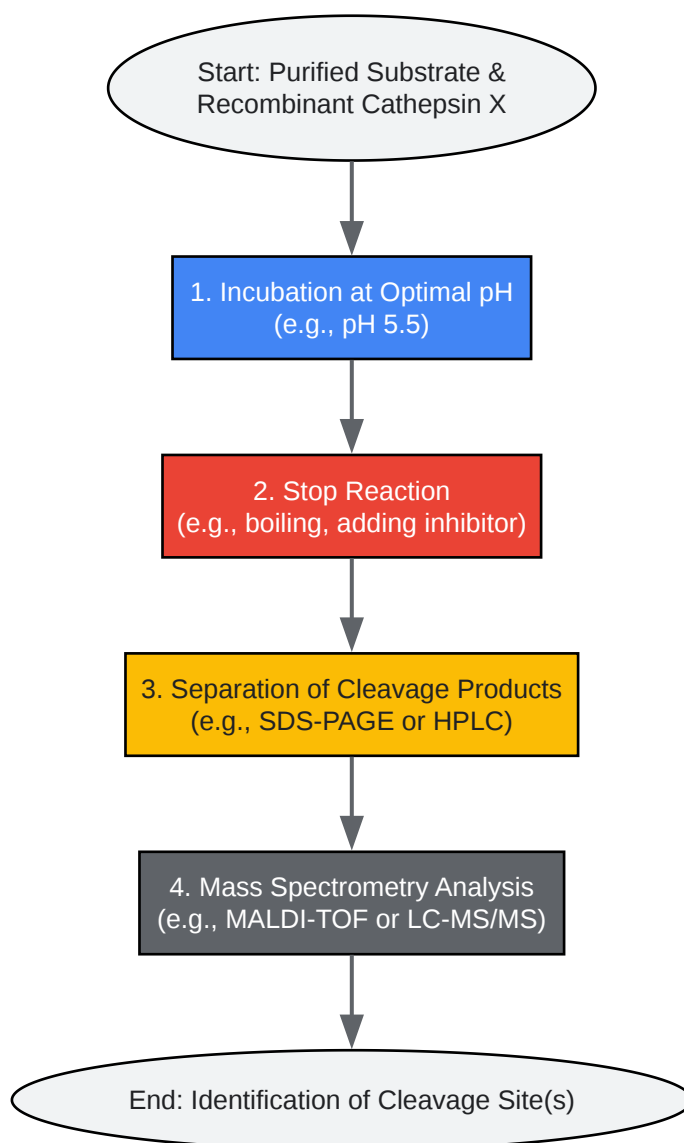 Start: Purified Substrate &
Recombinant Cathepsin X
1. Incubation at Optimal pH
(e.g., pH 5.5)
2. Stop Reaction
(e.g., boiling, adding inhibitor)
3. Separation of Cleavage Products
(e.g., SDS-PAGE or HPLC)
4. Mass Spectrometry Analysis
(e.g., MALDI-TOF or LC-MS/MS)
End: Identification of Cleavage Site(s)